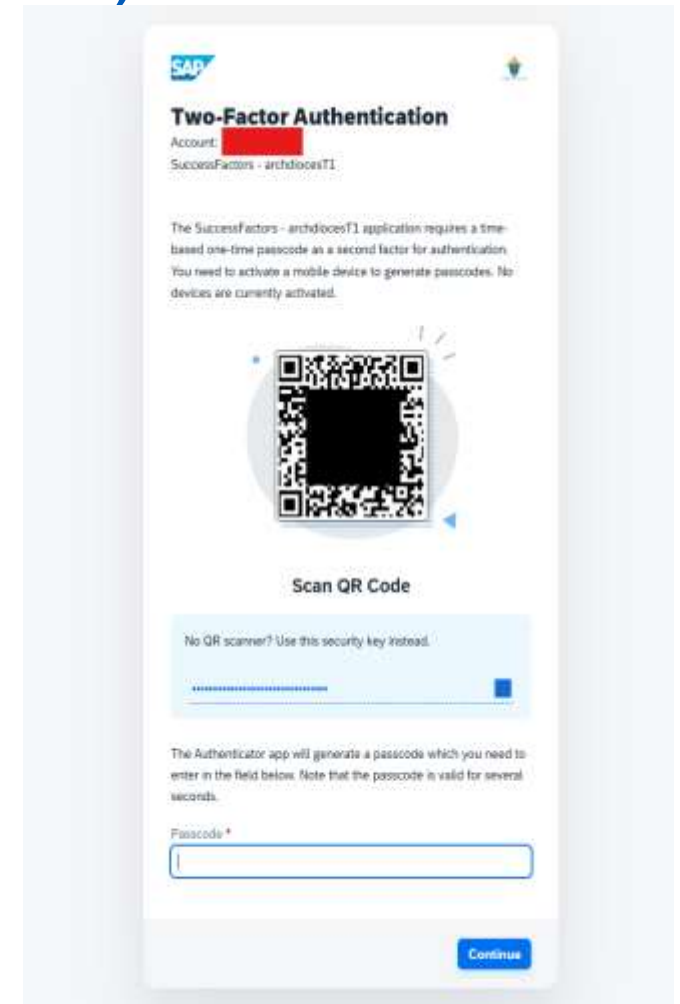 SAP
Two-Factor Authentication
Account:
SuccessFactors - archdiocesT1
The SuccessFactors - archdiocesT1 application requires a time-
based one-time passcode as a second factor for authentication.
You need to activate a mobile device to generate passcodes. No
devices are currently activated.
Scan QR Code
No QR scanner? Use this security key instead.
The Authenticator app will generate a passcode which you need to
enter in the field below. Note that the passcode is valid for several
seconds.
Passcode *
Continue